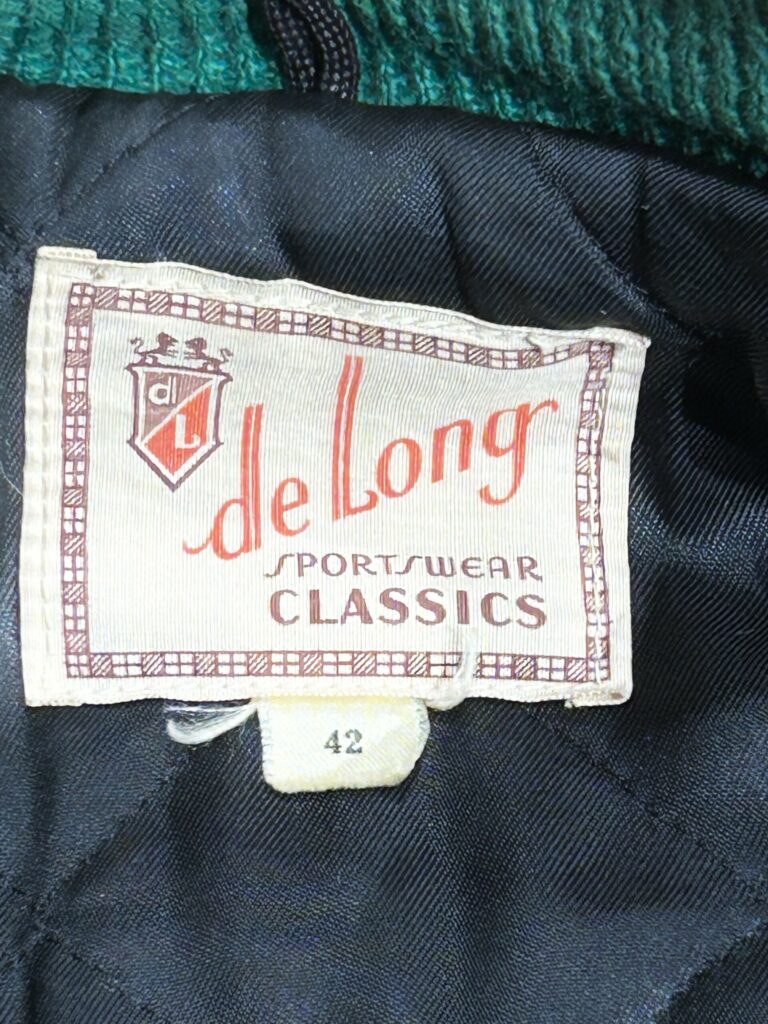 dL
de Long
SPORTSWEAR
CLASSICS
42